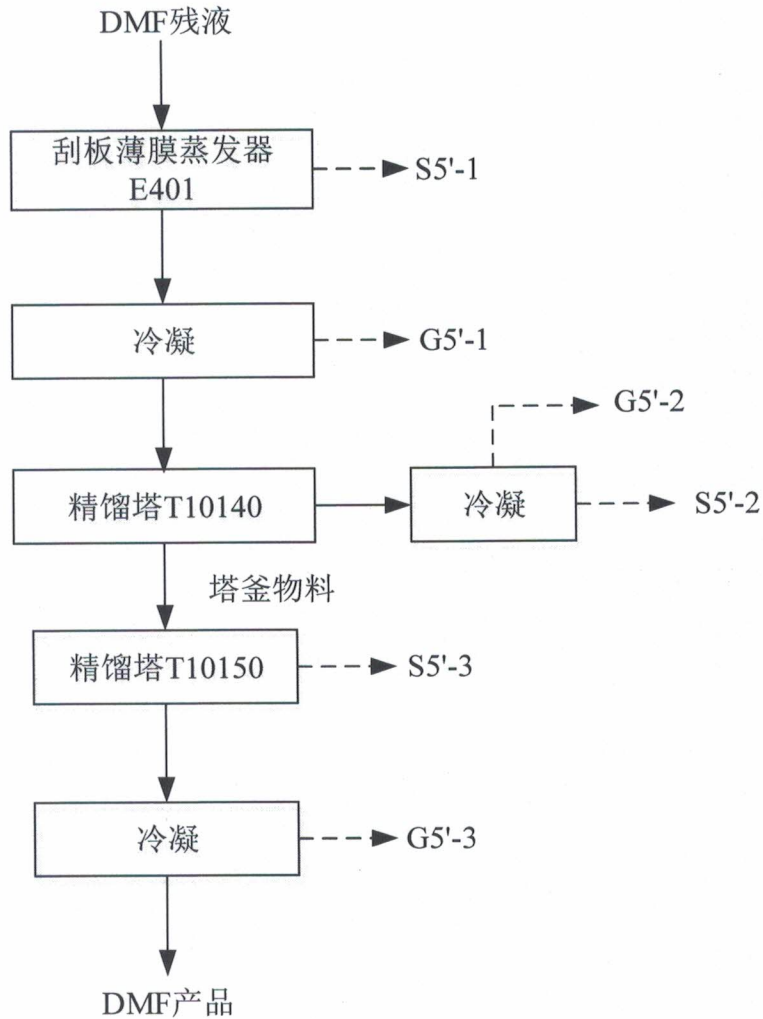 DMF残液
刮板薄膜蒸发器
E401
S5'-1
冷凝
G5'-1
G5'-2
精馏塔T10140
冷凝
S5'-2
塔釜物料
精馏塔T10150
S5'-3
冷凝
G5'-3
DMF产品